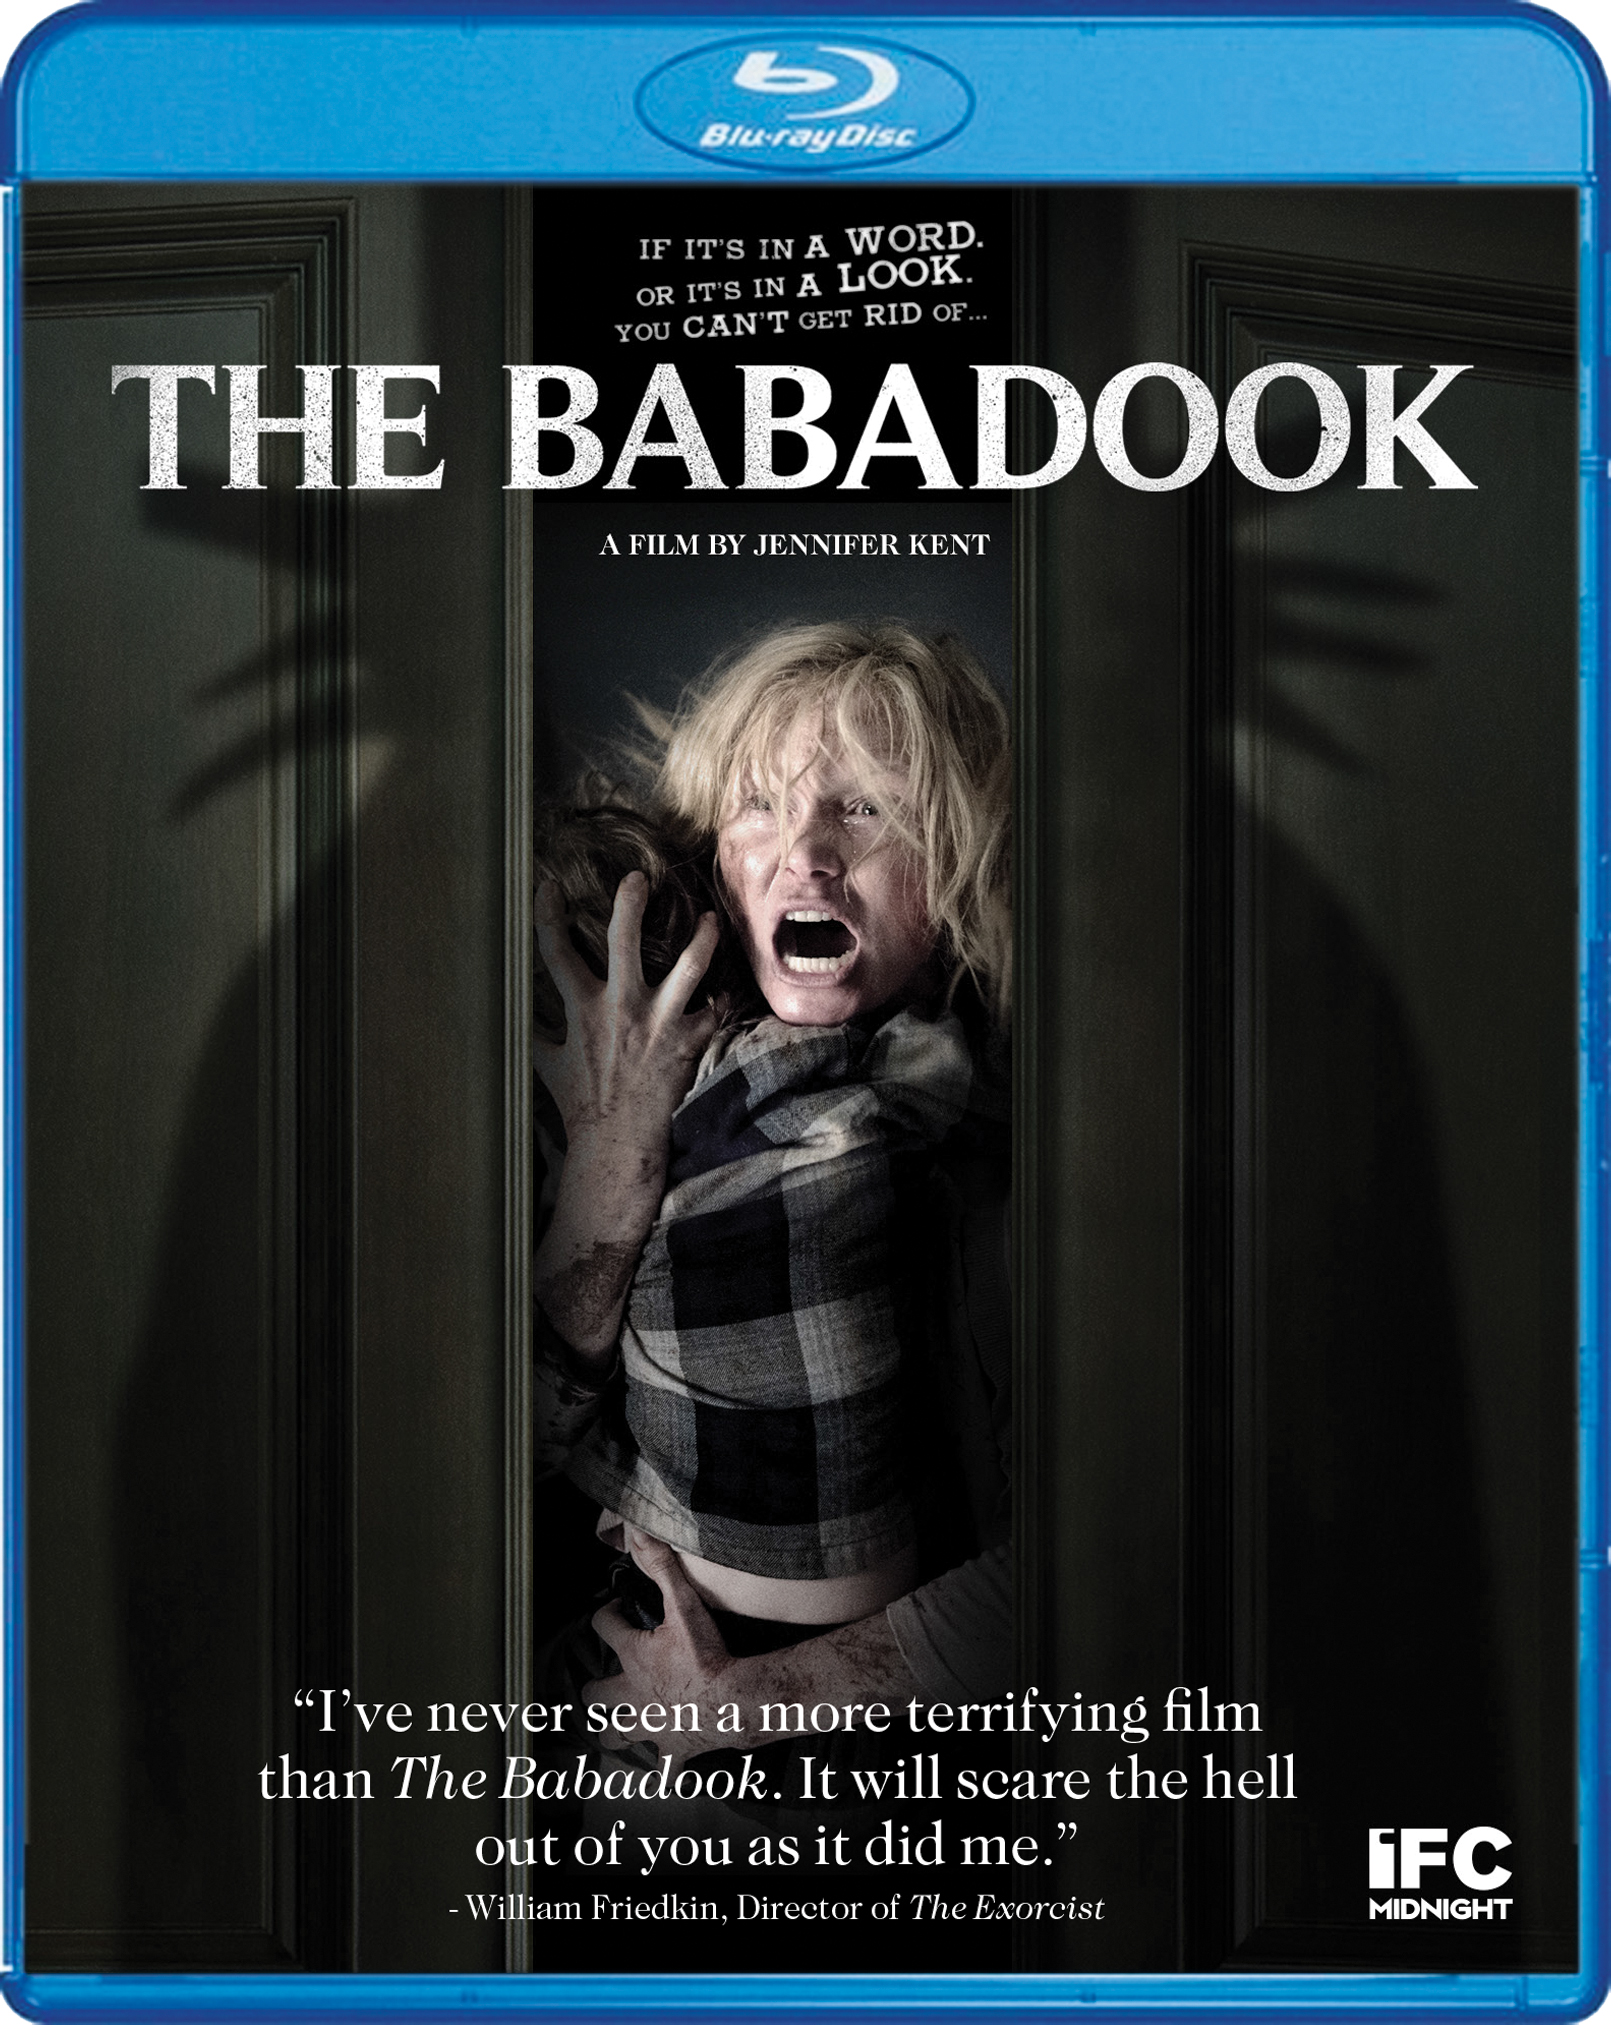 Blu-ray Disc
IF IT'S IN A WORD.
OR IT'S IN A LOOK.
YOU CAN'T GET RID OF...
THE BABADOOK
A FILM BY JENNIFER KENT
“I’ve never seen a more terrifying film
than The Babadook. It will scare the hell
out of you as it did me.”
- William Friedkin, Director of The Exorcist
iFC
MIDNIGHT